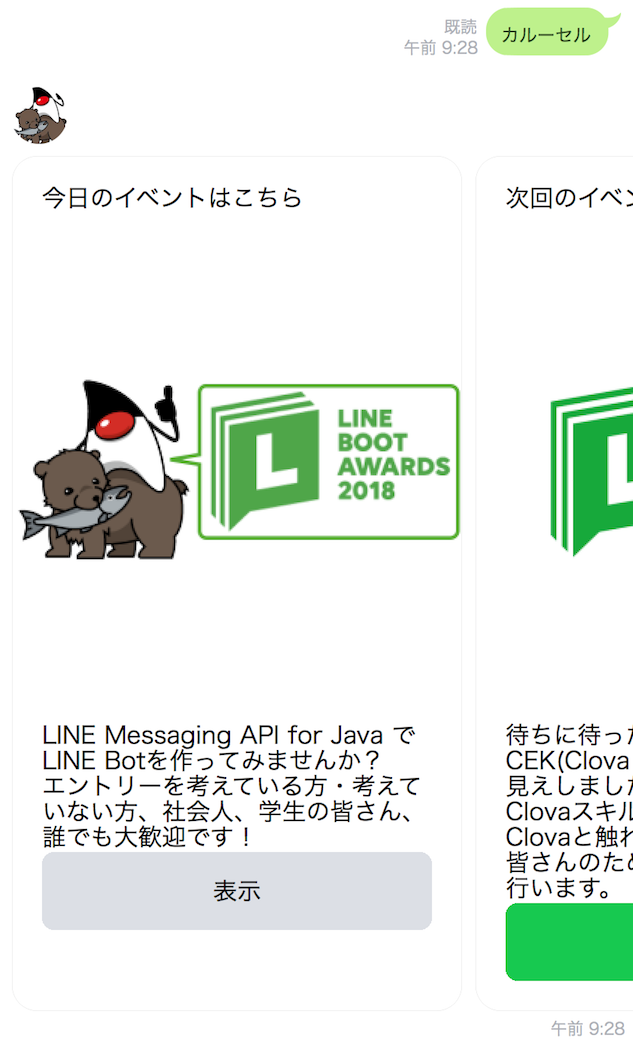 既読
午前 9:28
カルーセル
今日のイベントはこちら
LINE
BOOT
AWARDS
2018
LINE Messaging API for Java で
LINE Botを作ってみませんか？
エントリーを考えている方・考えて
いない方、社会人、学生の皆さん、
誰でも大歓迎です！
表示
次回のイベン
待ちに待った
CEK(Clova
見えしました
Clovaスキル
Clovaと触れ
皆さんのため
行います。
午前 9:28